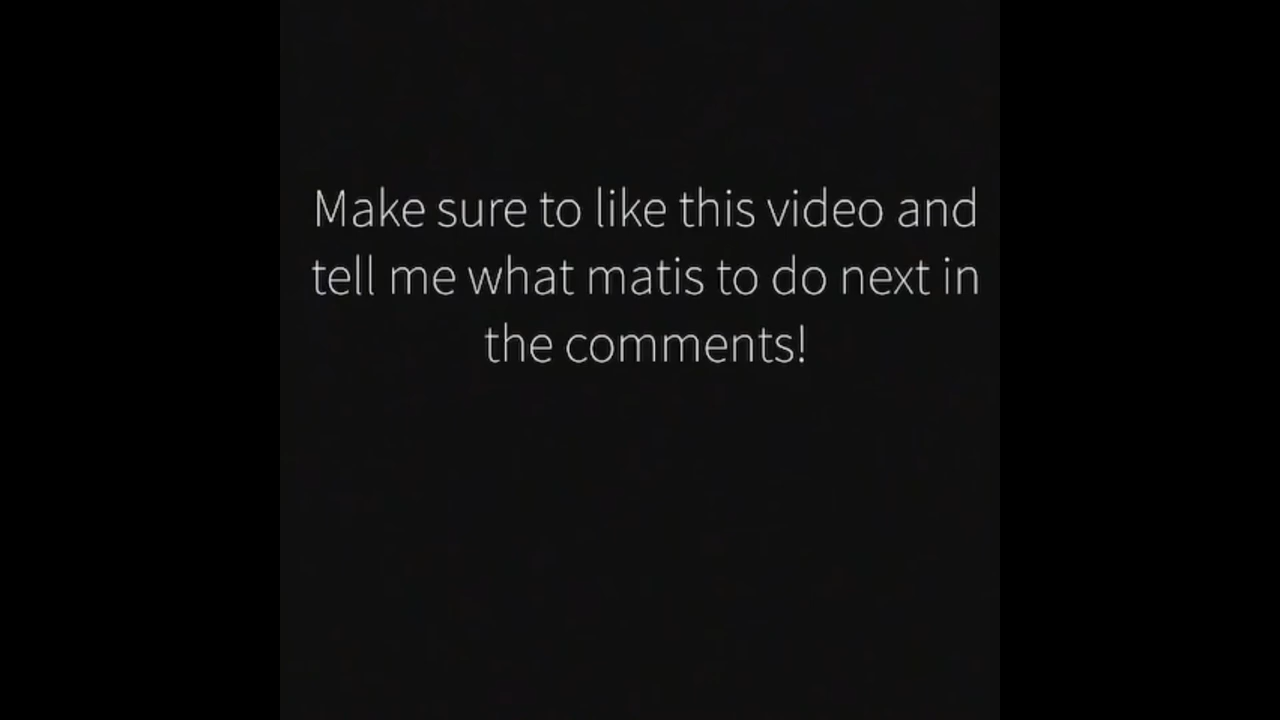 Make sure to like this video and
tell me what matis to do next in
the comments!